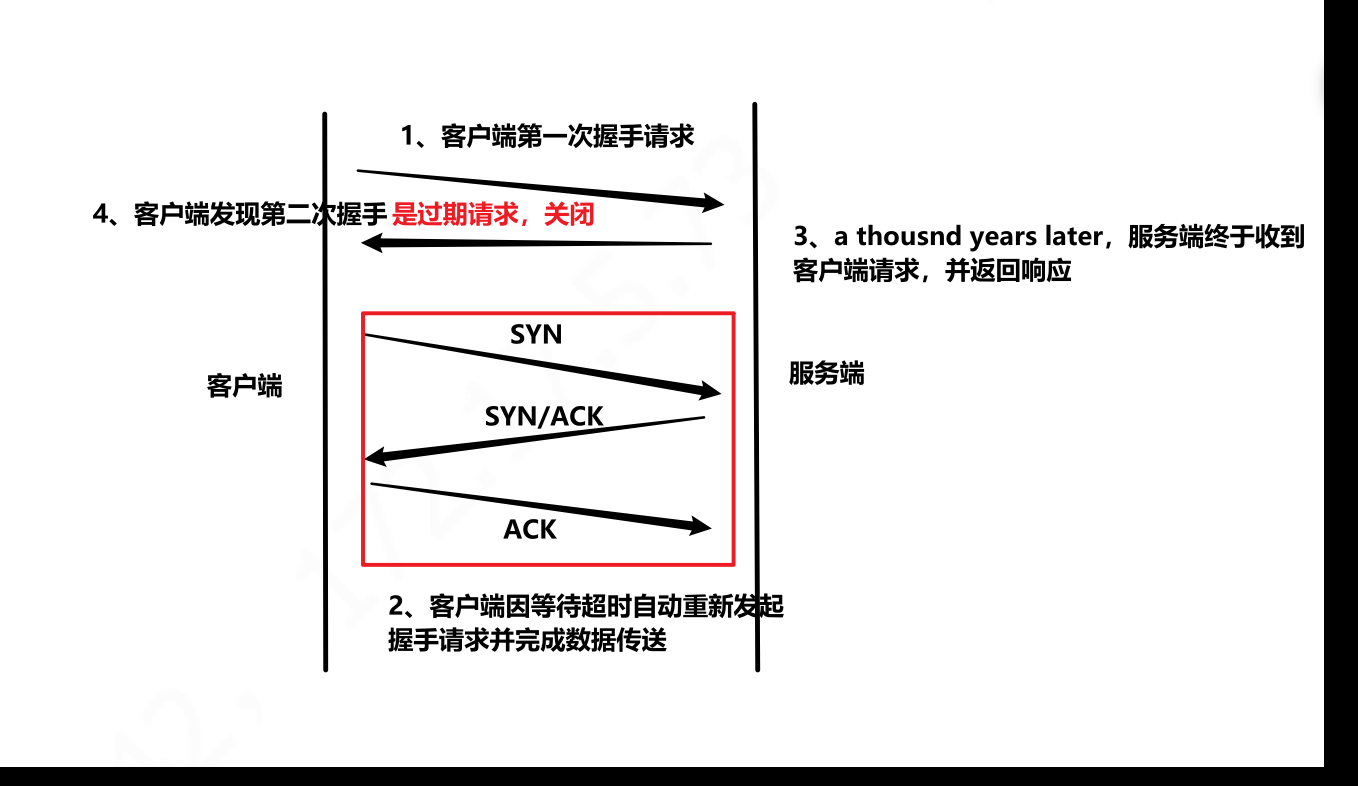 1、客户端第一次握手请求
4、客户端发现第二次握手 是过期请求，关闭
3、a thousnd years later，服务端终于收到
客户端请求，并返回响应
SYN
SYN/ACK
ACK
客户端
服务端
2、客户端因等待超时自动重新发起
握手请求并完成数据传送